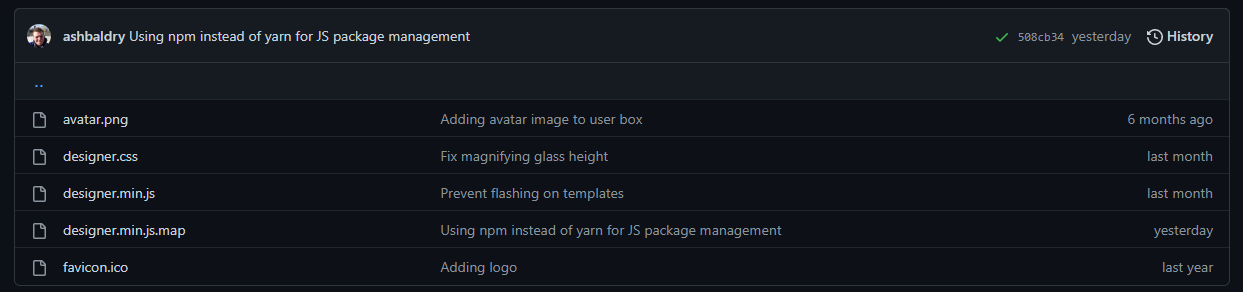 ashbaldry Using npm instead of yarn for JS package management 508cb34 yesterday History
..
avatar.png Adding avatar image to user box 6 months ago
designer.css Fix magnifying glass height last month
designer.min.js Prevent flashing on templates last month
designer.min.js.map Using npm instead of yarn for JS package management yesterday
favicon.ico Adding logo last year